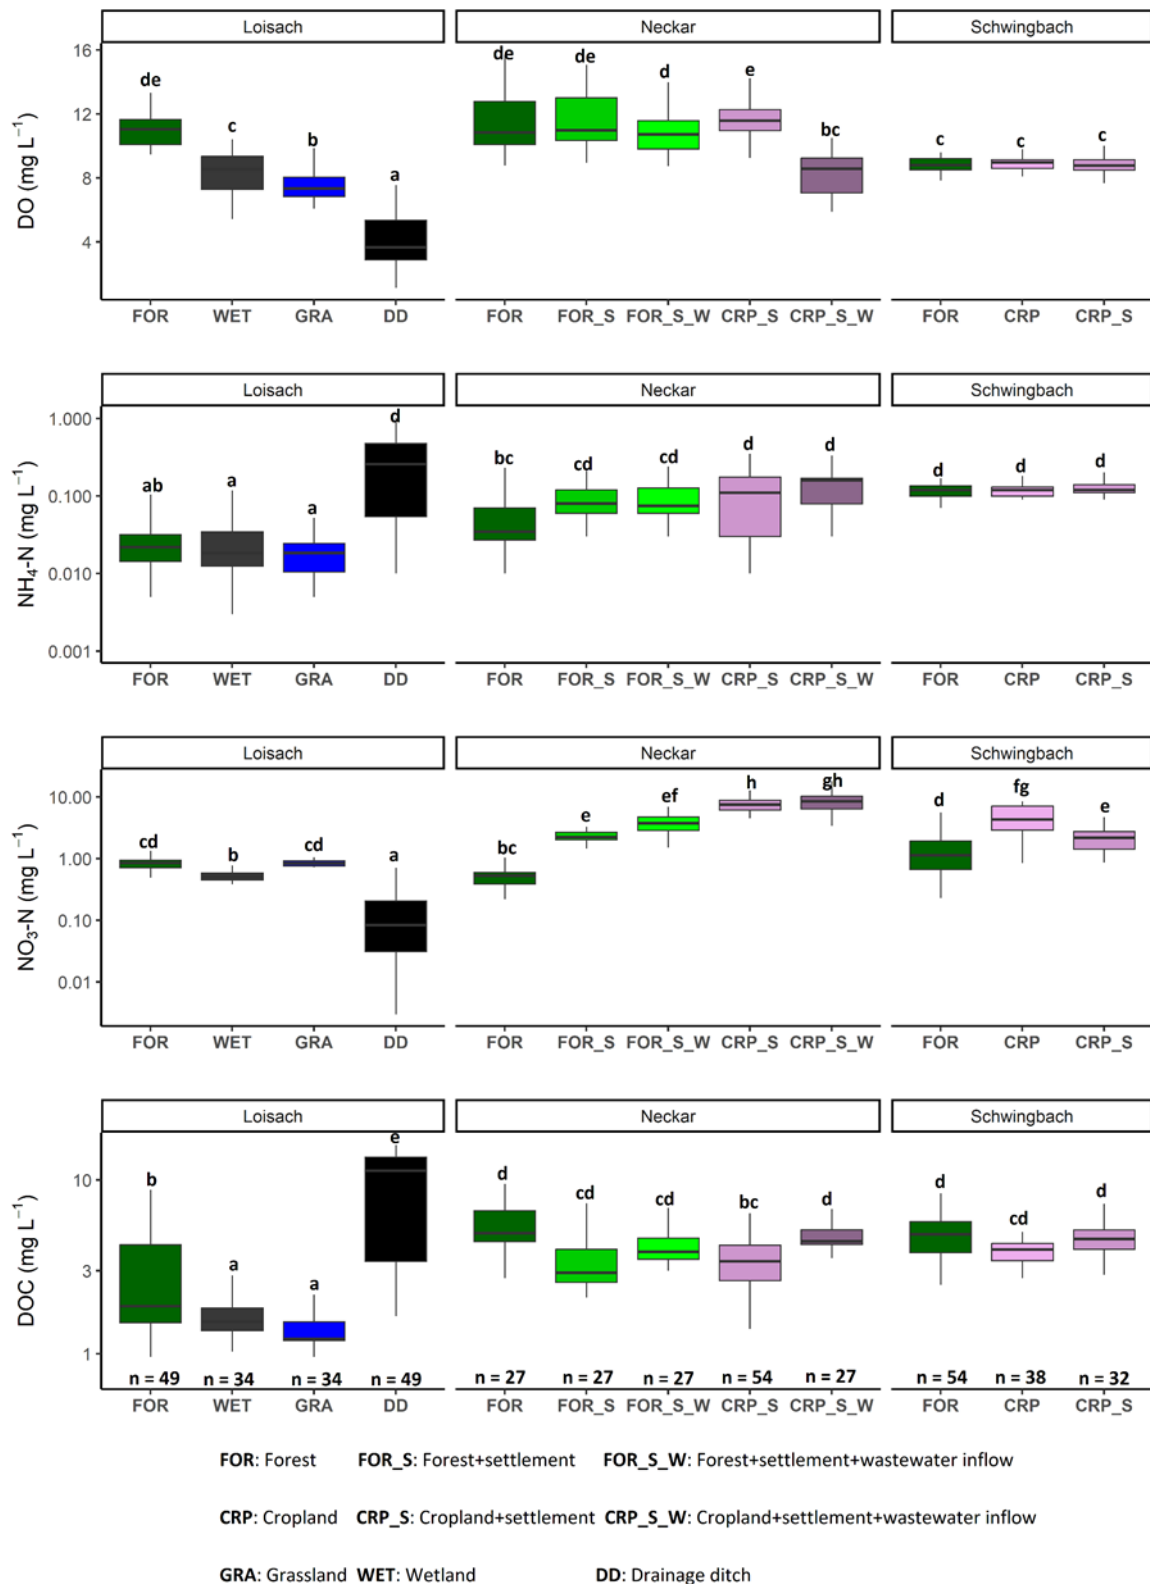 Loisach Neckar Schwingbach
DO (mg L⁻¹)
16
12
8
4
de c b a de de d e bc c c c
FOR WET GRA DD FOR FOR_S FOR_S_W CRP_S CRP_S_W FOR CRP CRP_S
Loisach Neckar Schwingbach
NH₄-N (mg L⁻¹)
1.000
0.100
0.010
0.001
ab a a d bc cd cd d d d d d
FOR WET GRA DD FOR FOR_S FOR_S_W CRP_S CRP_S_W FOR CRP CRP_S
Loisach Neckar Schwingbach
NO₃-N (mg L⁻¹)
10.00
1.00
0.10
0.01
cd b cd a bc e ef h gh d fg e
FOR WET GRA DD FOR FOR_S FOR_S_W CRP_S CRP_S_W FOR CRP CRP_S
Loisach Neckar Schwingbach
DOC (mg L⁻¹)
10
3
1
b a a e d cd cd bc d d cd d
n = 49 n = 34 n = 34 n = 49 n = 27 n = 27 n = 27 n = 54 n = 27 n = 54 n = 38 n = 32
FOR WET GRA DD FOR FOR_S FOR_S_W CRP_S CRP_S_W FOR CRP CRP_S
FOR: Forest FOR_S: Forest+settlement FOR_S_W: Forest+settlement+wastewater inflow
CRP: Cropland CRP_S: Cropland+settlement CRP_S_W: Cropland+settlement+wastewater inflow
GRA: Grassland WET: Wetland DD: Drainage ditch